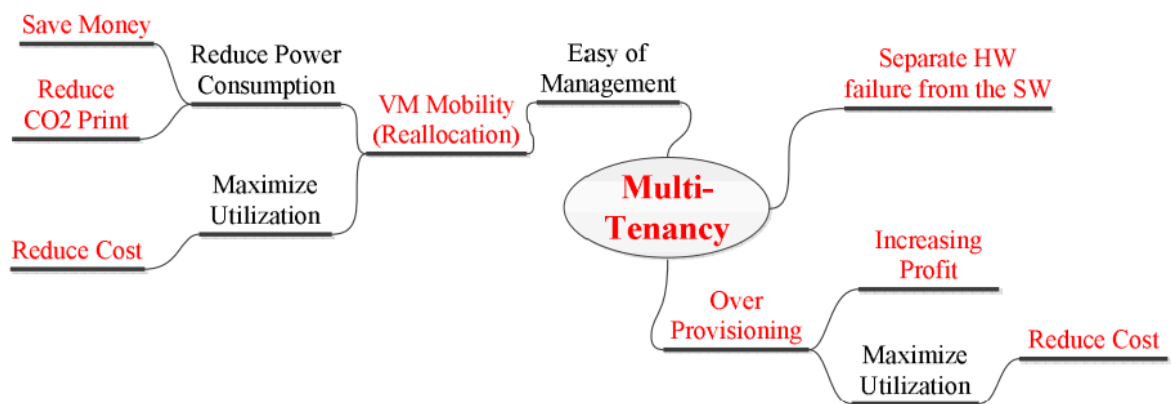 Save Money
Reduce
CO2 Print
Reduce Power
Consumption
Maximize
Utilization
Reduce Cost
VM Mobility
(Reallocation)
Easy of
Management
Multi-
Tenancy
Separate HW
failure from the SW
Over
Provisioning
Increasing
Profit
Maximize
Utilization
Reduce Cost